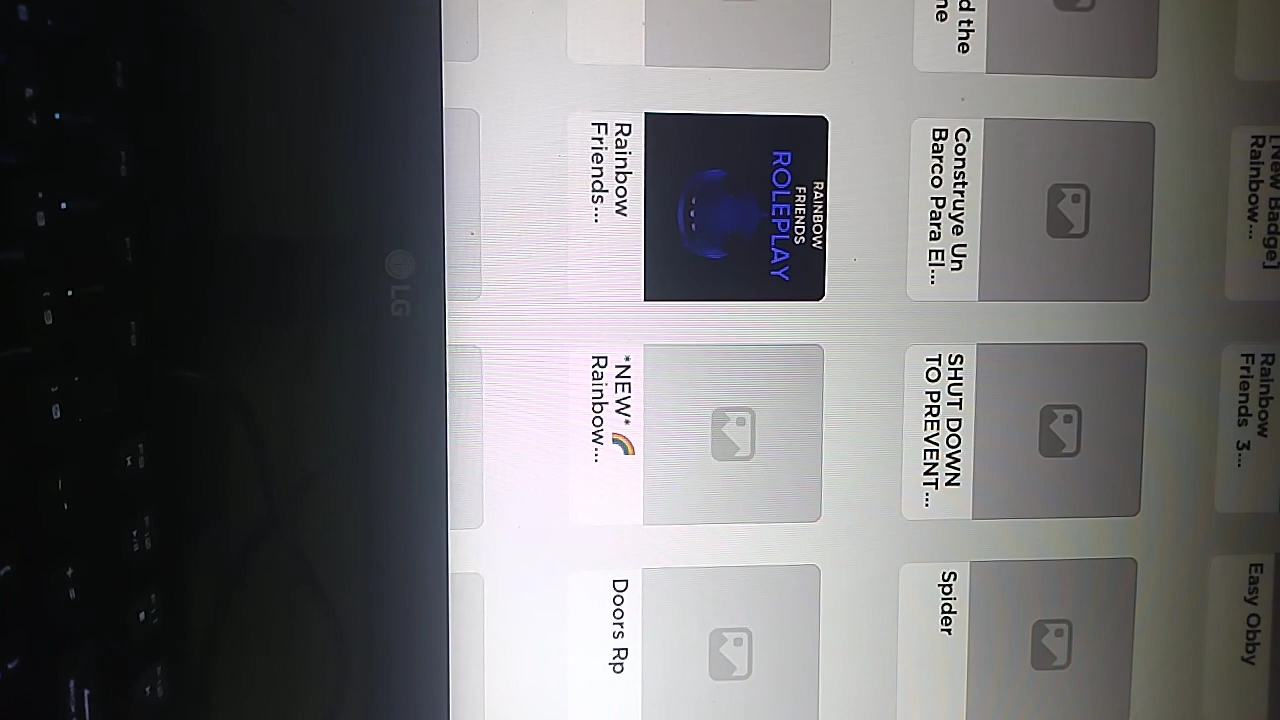 [New Badge]
Rainbow...
Rainbow
Friends 3...
Easy Obby
d the
ne
Construye Un
Barco Para El...
SHUT DOWN
TO PREVENT...
Spider
RAINBOW
FRIENDS
ROLEPLAY
Rainbow
Friends...
*NEW* 🌈
Rainbow...
Doors Rp
LG